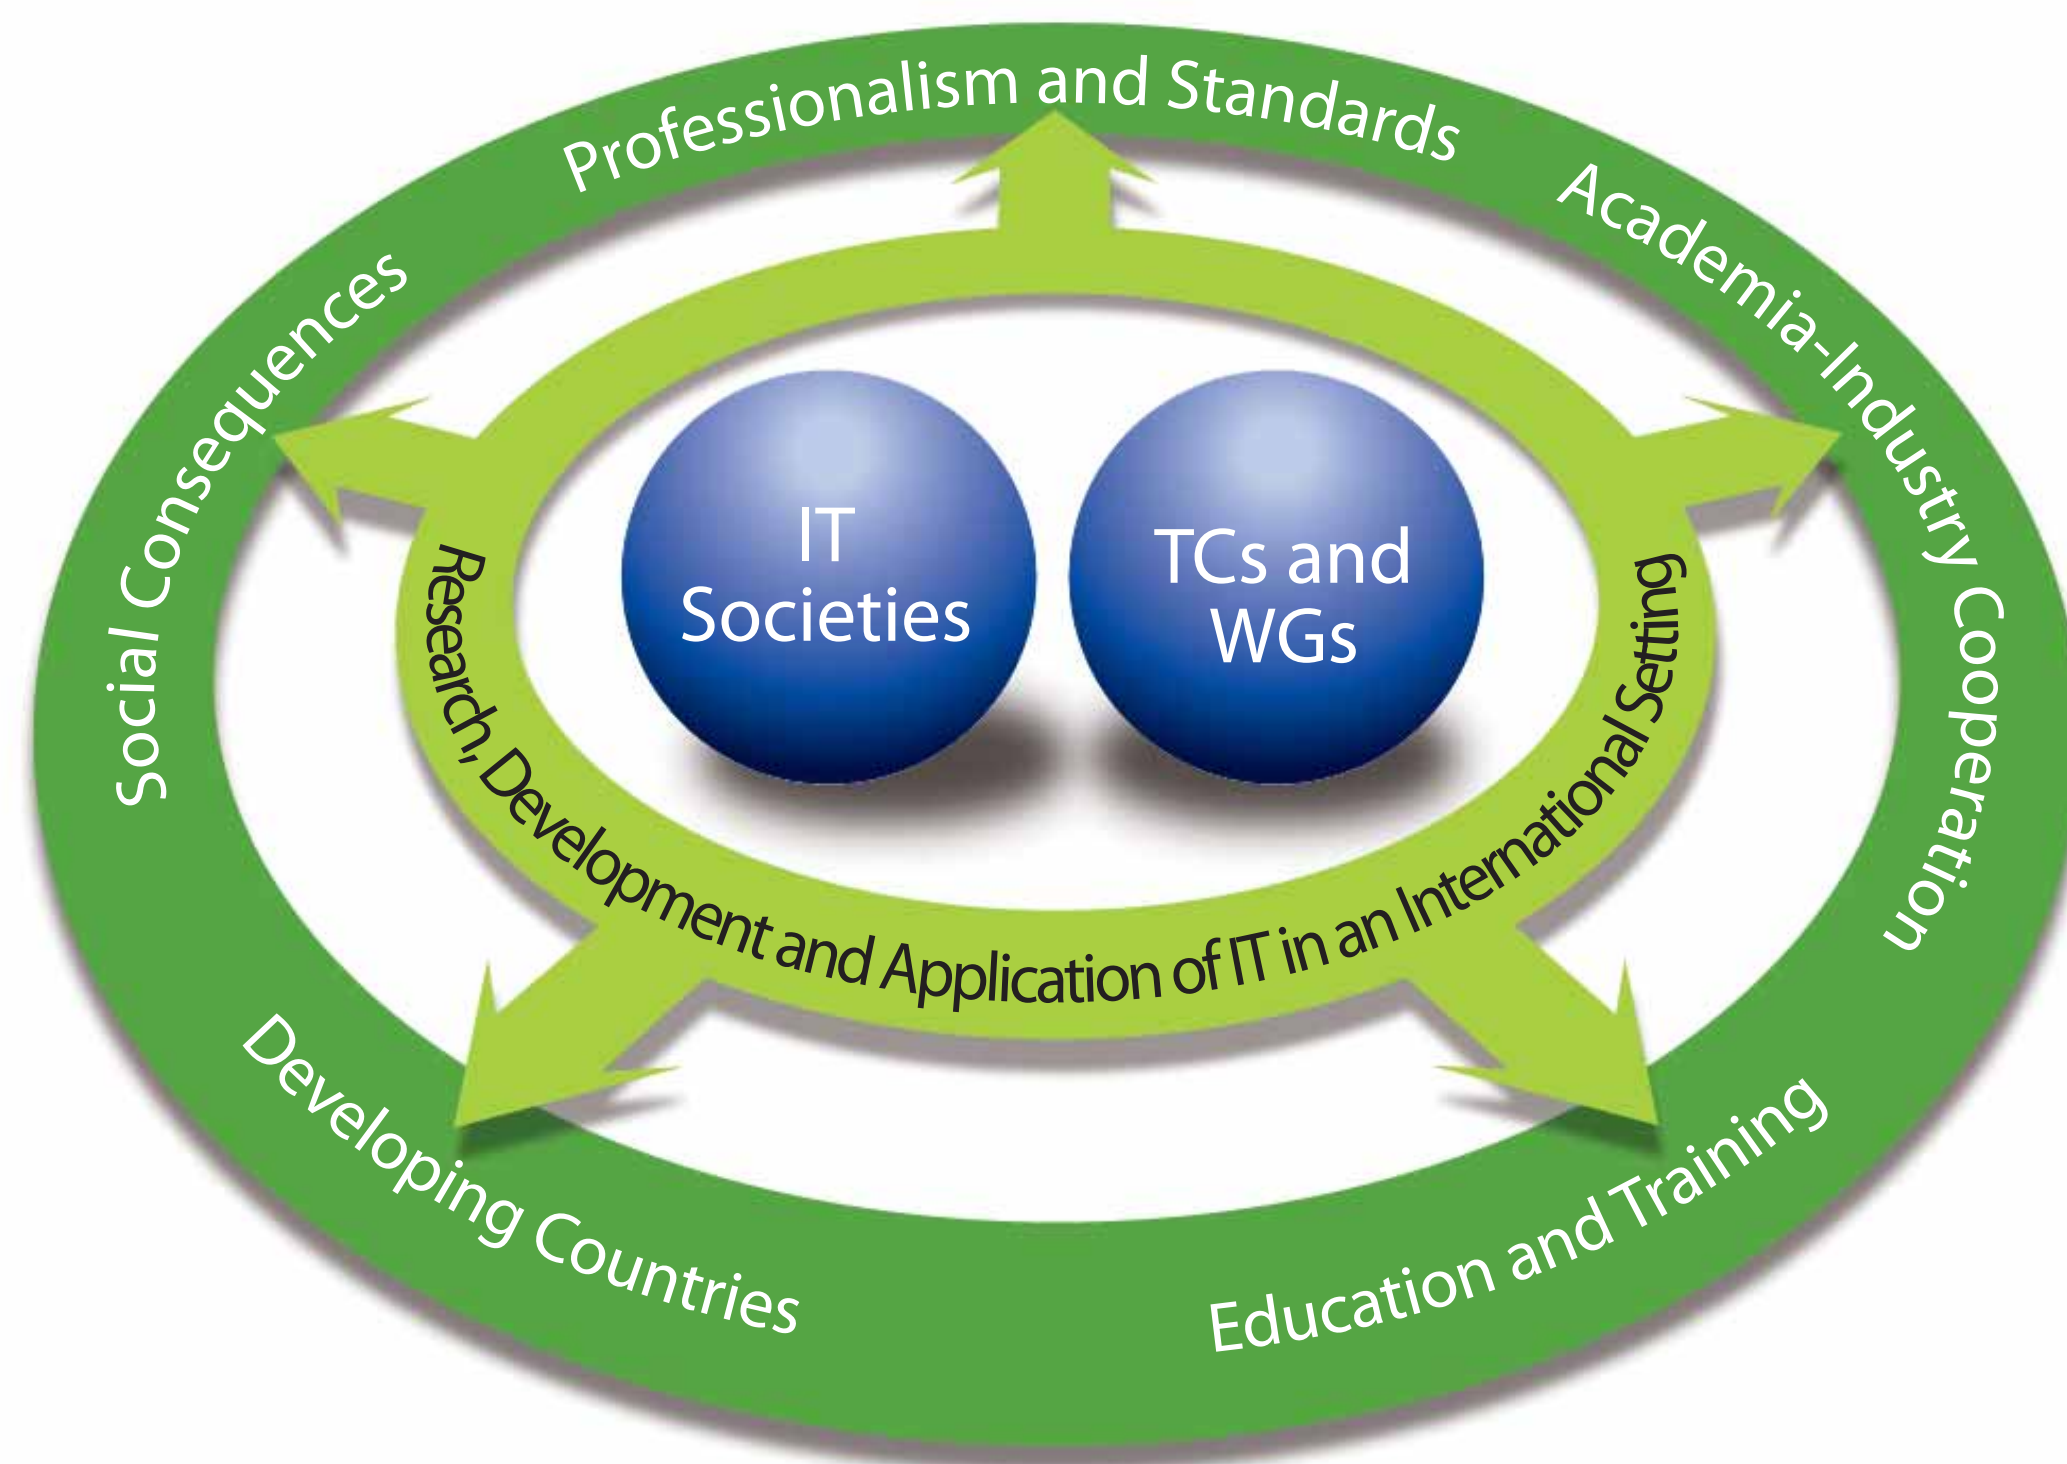 Professionalism and Standards
Academia-Industry Cooperation
Social Consequences
IT
Societies
TCs and
WGs
Research, Development and Application of IT in an International Setting
Developing Countries
Education and Training